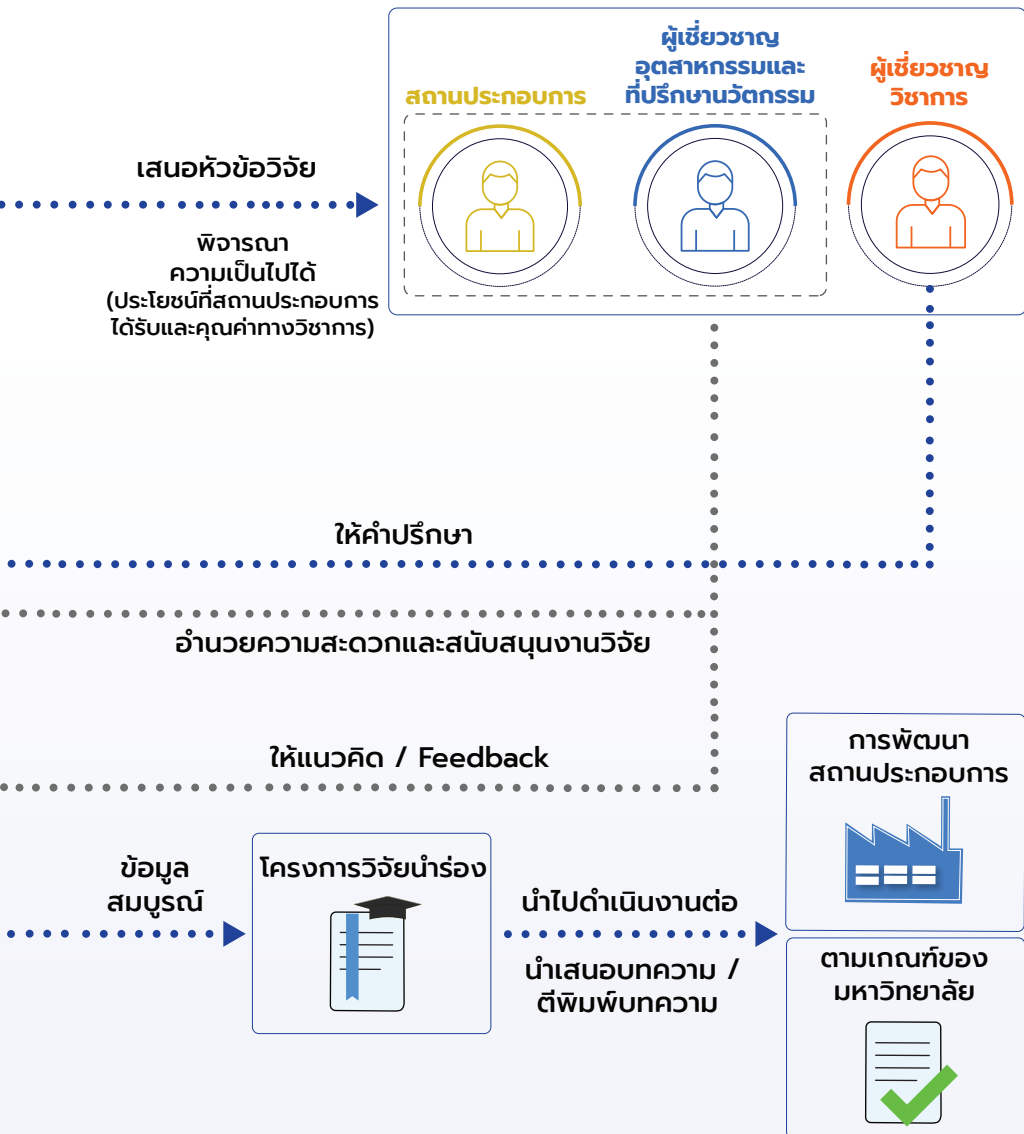 ผู้เชี่ยวชาญ
อุตสาหกรรมและ
ที่ปรึกษานวัตกรรม
สถานประกอบการ
ผู้เชี่ยวชาญ
วิชาการ
เสนอหัวข้อวิจัย
พิจารณา
ความเป็นไปได้
(ประโยชน์ที่สถานประกอบการ
ได้รับและคุณค่าทางวิชาการ)
ให้คำปรึกษา
อำนวยความสะดวกและสนับสนุนงานวิจัย
ให้แนวคิด / Feedback
ข้อมูล
สมบูรณ์
โครงการวิจัยนำร่อง
นำไปดำเนินงานต่อ
นำเสนอบทความ /
ตีพิมพ์บทความ
การพัฒนา
สถานประกอบการ
ตามเกณฑ์ของ
มหาวิทยาลัย